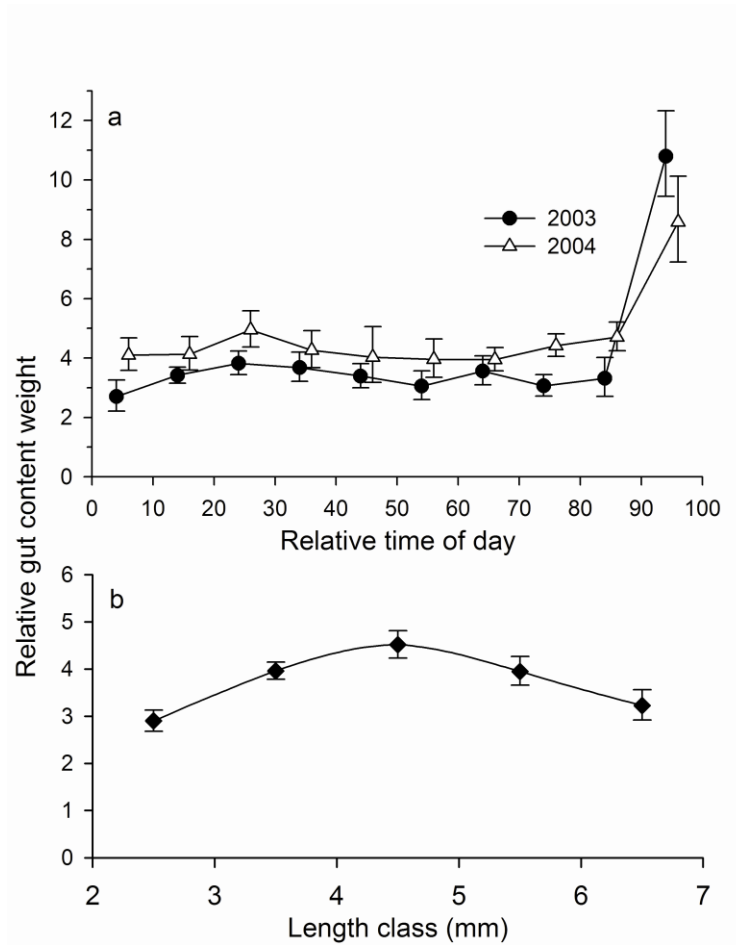 a
12
10
8
6
4
2
0
2003
2004
0 10 20 30 40 50 60 70 80 90 100
Relative time of day
Relative gut content weight
b
6
5
4
3
2
1
0
2 3 4 5 6 7
Length class (mm)